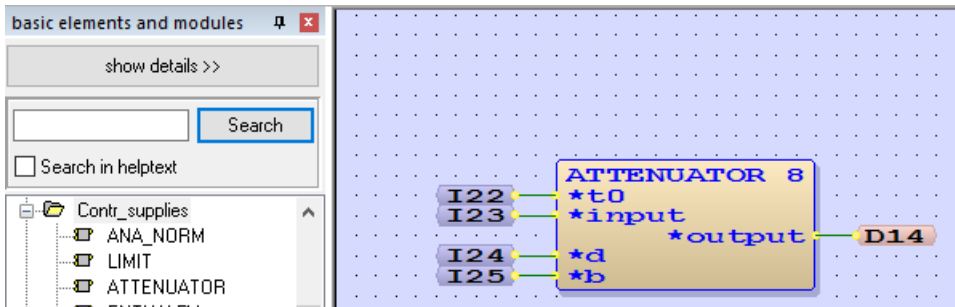 basic elements and modules
show details >>
Search
Search in helptext
Contr_supplies
ANA_NORM
LIMIT
ATTENUATOR
ATTENUATOR 8
I22 *t0
I23 *input
*output D14
I24 *d
I25 *b